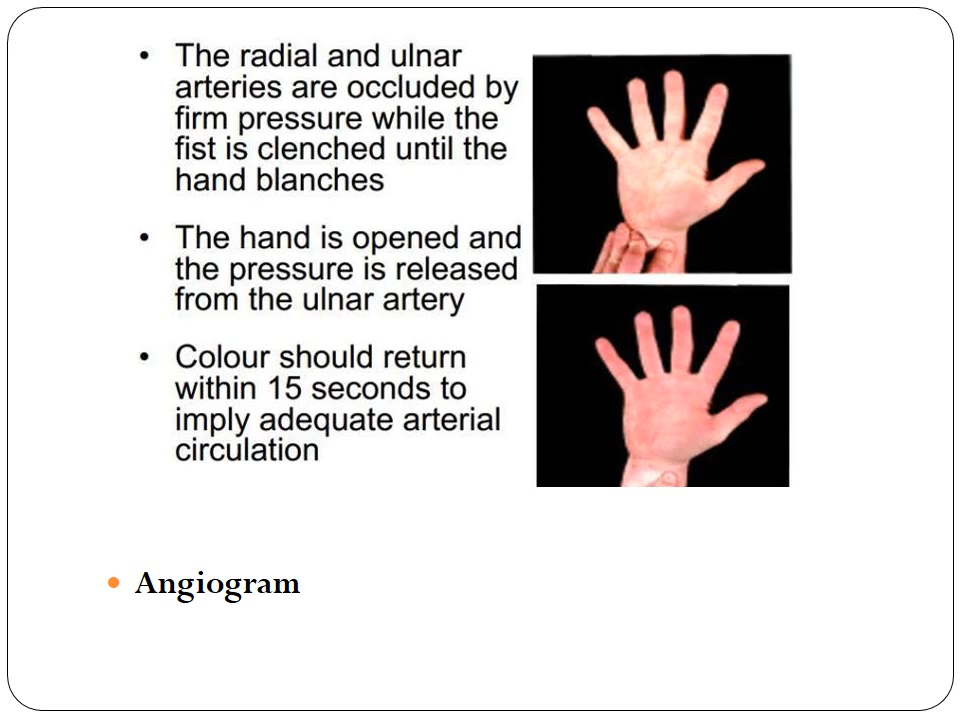 • The radial and ulnar
arteries are occluded by
firm pressure while the
fist is clenched until the
hand blanches
• The hand is opened and
the pressure is released
from the ulnar artery
• Colour should return
within 15 seconds to
imply adequate arterial
circulation
• Angiogram